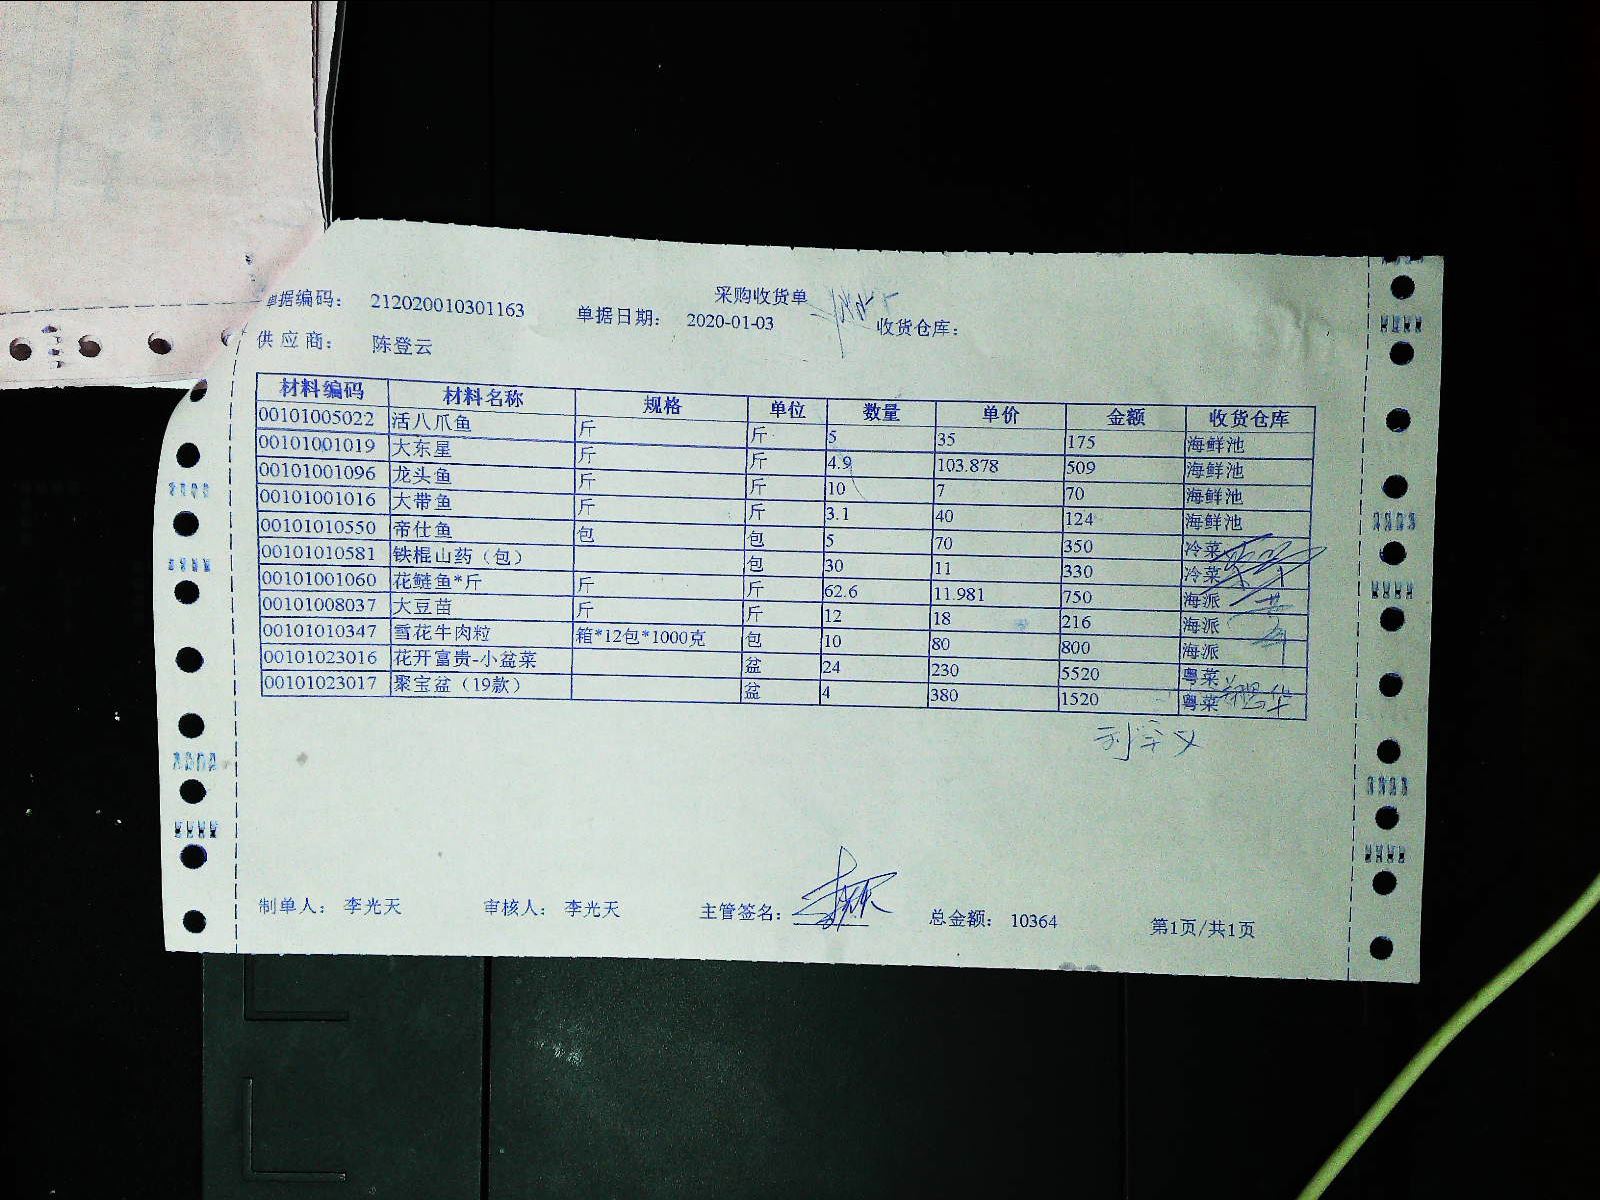 采购收货单
单据编码： 212020010301163 单据日期： 2020-01-03 收货仓库：
供应商： 陈登云
材料编码 材料名称 规格 单位 数量 单价 金额 收货仓库
00101005022 活八爪鱼 斤 斤 5 35 175 海鲜池
00101001019 大东星 斤 斤 4.9 103.878 509 海鲜池
00101001096 龙头鱼 斤 斤 10 7 70 海鲜池
00101001016 大带鱼 斤 斤 3.1 40 124 海鲜池
00101010550 帝仕鱼 包 包 5 70 350 冷菜
00101010581 铁棍山药（包） 包 30 11 330 冷菜
00101001060 花鲢鱼*斤 斤 斤 62.6 11.981 750 海派
00101008037 大豆苗 斤 斤 12 18 216 海派
00101010347 雪花牛肉粒 箱*12包*1000克 包 10 80 800 海派
00101023016 花开富贵-小盆菜 盆 24 230 5520 粤菜
00101023017 聚宝盆（19款） 盆 4 380 1520 粤菜
制单人： 李光天 审核人： 李光天 主管签名： 总金额： 10364 第1页/共1页